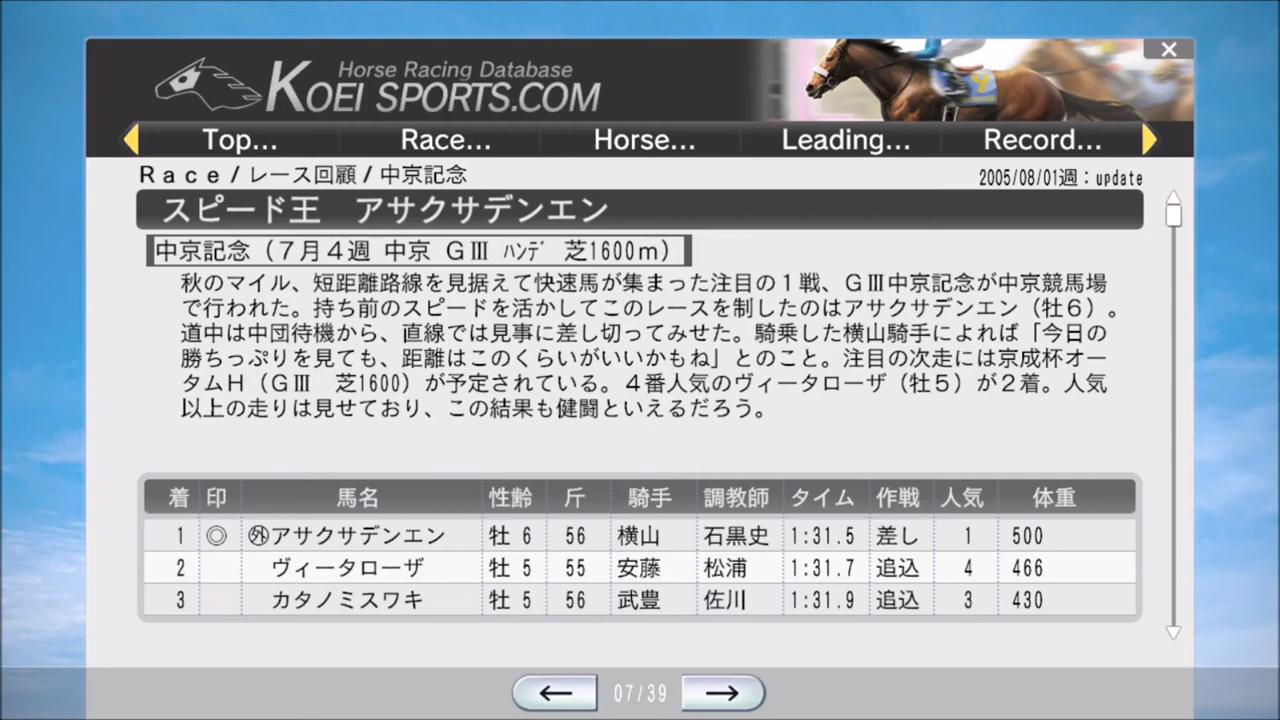 Horse Racing Database
KOEI SPORTS.COM
Top... Race... Horse... Leading... Record...
Ｒａｃｅ/レース回顧/中京記念 2005/08/01週：update
スピード王　アサクサデンエン
中京記念（７月４週 中京 ＧⅢ ﾊﾝﾃﾞ 芝1600m）
秋のマイル、短距離路線を見据えて快速馬が集まった注目の１戦、ＧⅢ中京記念が中京競馬場
で行われた。持ち前のスピードを活かしてこのレースを制したのはアサクサデンエン（牡６）。
道中は中団待機から、直線では見事に差し切ってみせた。騎乗した横山騎手によれば「今日の
勝ちっぷりを見ても、距離はこのくらいがいいかもね」とのこと。注目の次走には京成杯オー
タムＨ（ＧⅢ　芝1600）が予定されている。４番人気のヴィータローザ（牡５）が２着。人気
以上の走りは見せており、この結果も健闘といえるだろう。
着 印 馬名 性齢 斤 騎手 調教師 タイム 作戦 人気 体重
1 ◎ ㊕アサクサデンエン 牡 6 56 横山 石黒史 1:31.5 差し 1 500
2 ヴィータローザ 牡 5 55 安藤 松浦 1:31.7 追込 4 466
3 カタノミスワキ 牡 5 56 武豊 佐川 1:31.9 追込 3 430
← 07/39 →